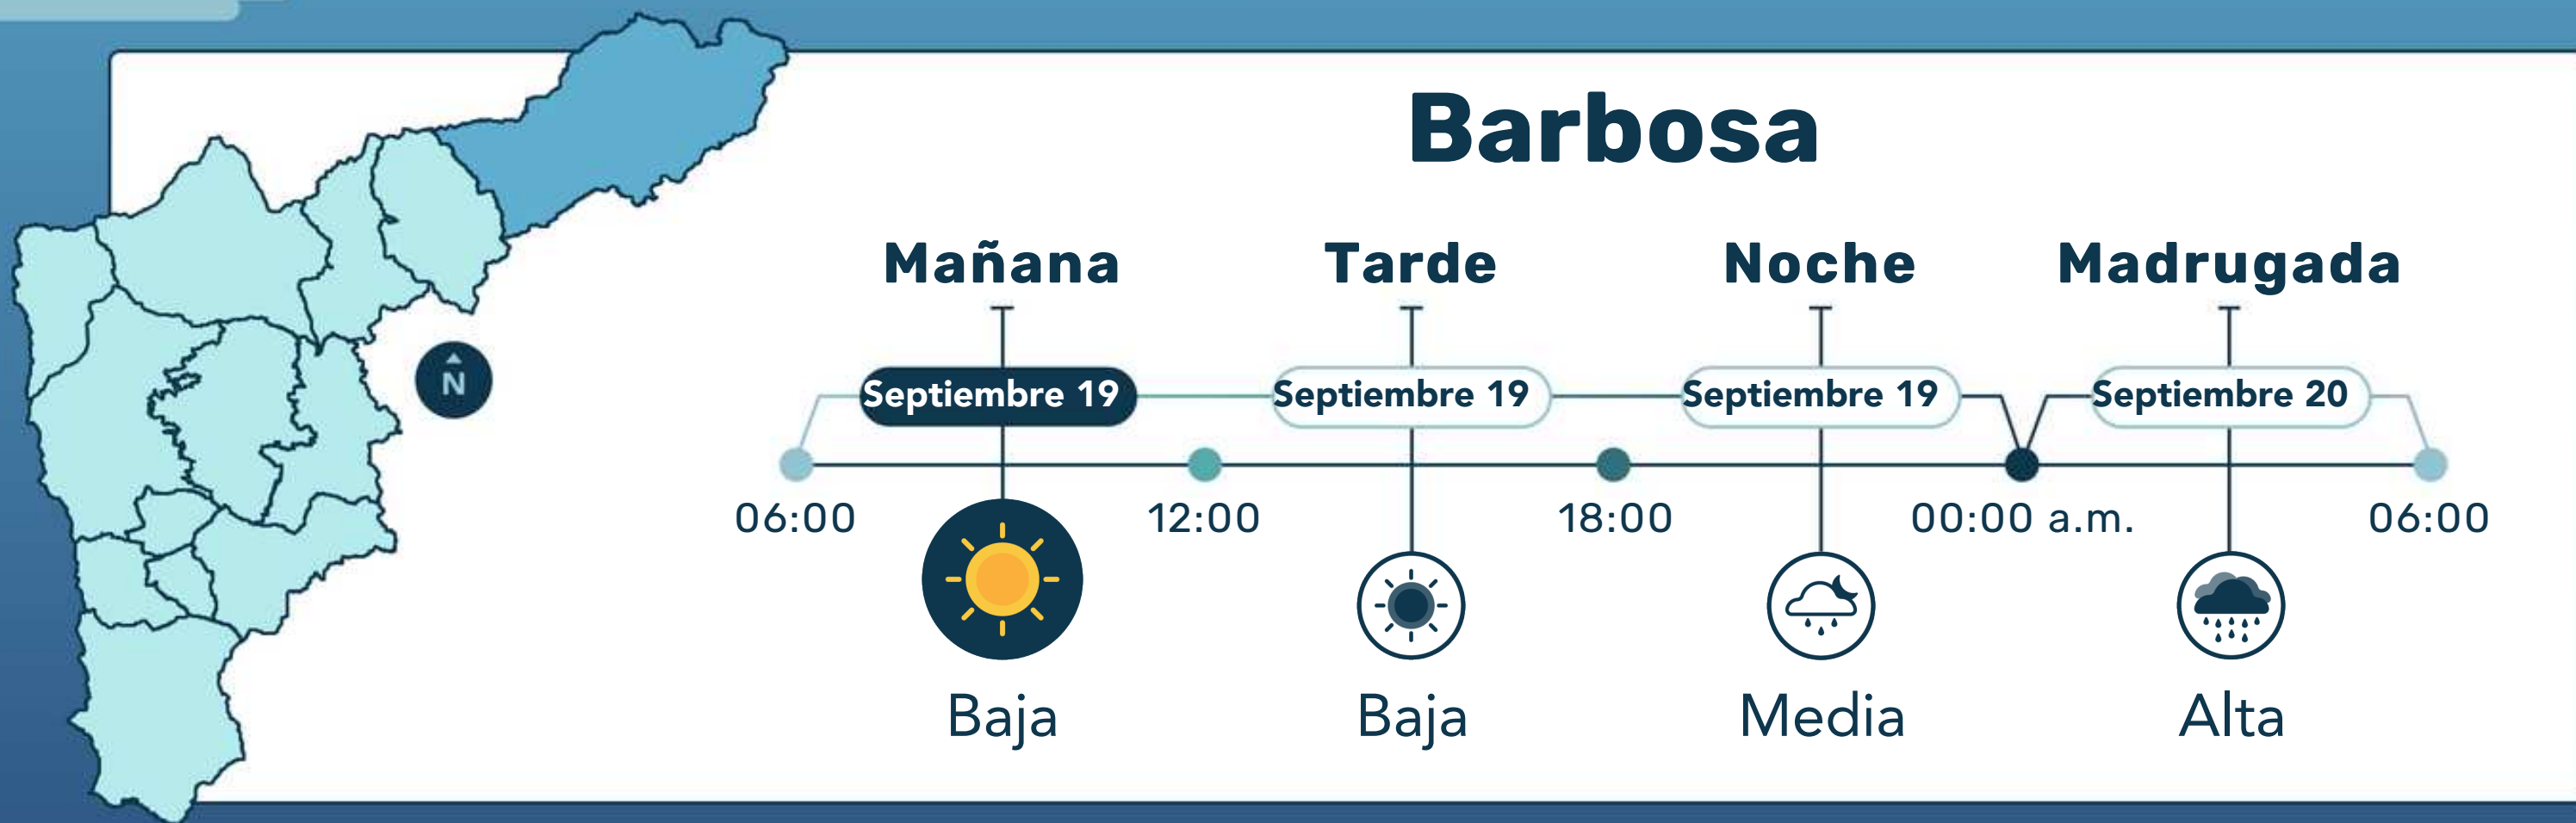 Barbosa
Mañana Tarde Noche Madrugada
N
Septiembre 19 Septiembre 19 Septiembre 19 Septiembre 20
06:00 12:00 18:00 00:00 a.m. 06:00
Baja Baja Media Alta